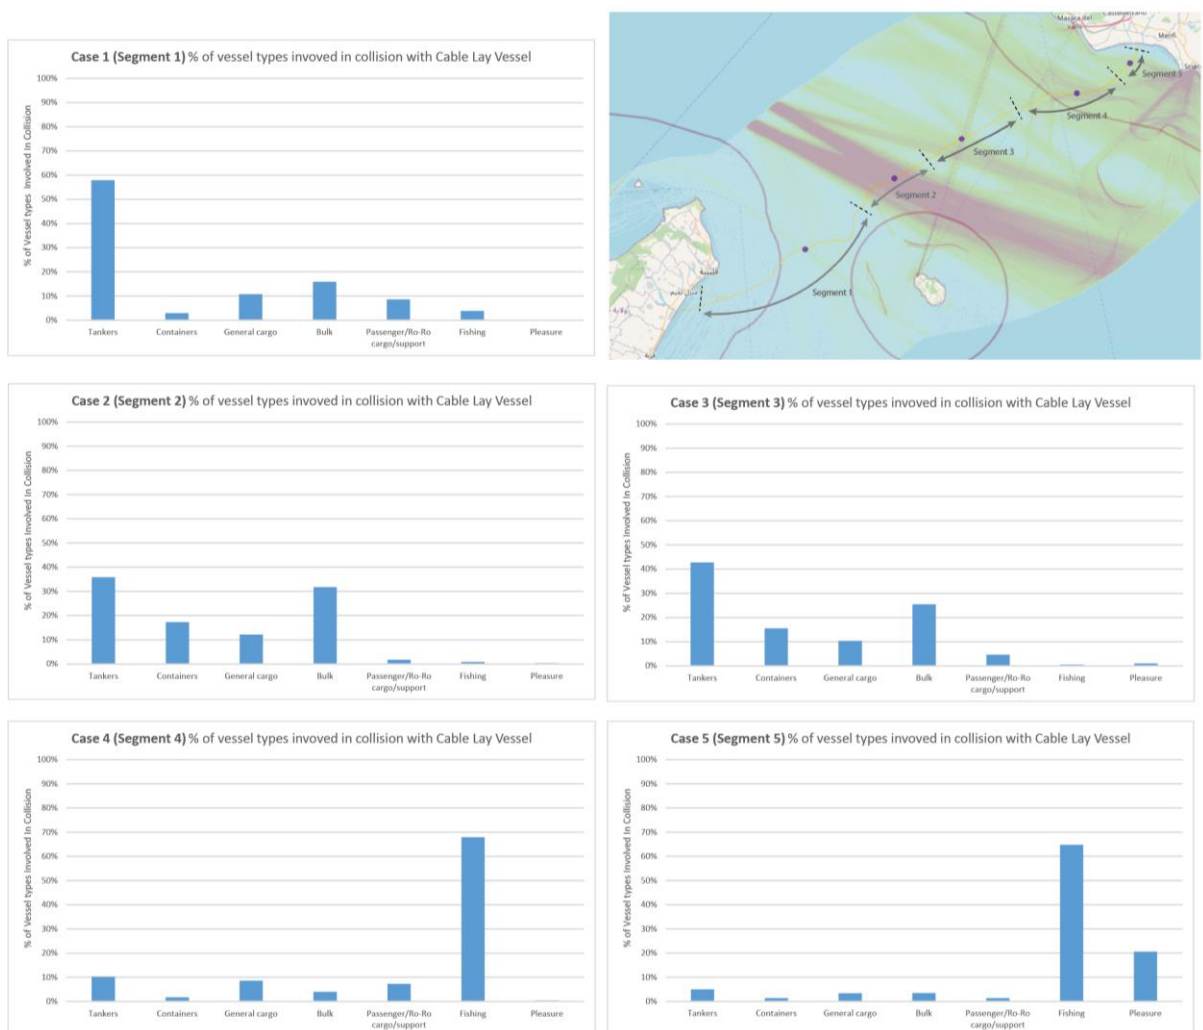 Case 1 (Segment 1) % of vessel types invoved in collision with Cable Lay Vessel
% of Vessel types Involved In Collision
100%
90%
80%
70%
60%
50%
40%
30%
20%
10%
0%
Tankers
Containers
General cargo
Bulk
Passenger/Ro-Ro
cargo/support
Fishing
Pleasure
Mazara del
Menfi
Segment 5
Segment 4
Segment 3
Segment 2
Segment 1
قليبية
Case 2 (Segment 2) % of vessel types invoved in collision with Cable Lay Vessel
% of Vessel types Involved In Collision
100%
90%
80%
70%
60%
50%
40%
30%
20%
10%
0%
Tankers
Containers
General cargo
Bulk
Passenger/Ro-Ro
cargo/support
Fishing
Pleasure
Case 3 (Segment 3) % of vessel types invoved in collision with Cable Lay Vessel
% of Vessel types Involved In Collision
100%
90%
80%
70%
60%
50%
40%
30%
20%
10%
0%
Tankers
Containers
General cargo
Bulk
Passenger/Ro-Ro
cargo/support
Fishing
Pleasure
Case 4 (Segment 4) % of vessel types invoved in collision with Cable Lay Vessel
% of Vessel types Involved In Collision
100%
90%
80%
70%
60%
50%
40%
30%
20%
10%
0%
Tankers
Containers
General cargo
Bulk
Passenger/Ro-Ro
cargo/support
Fishing
Pleasure
Case 5 (Segment 5) % of vessel types invoved in collision with Cable Lay Vessel
% of Vessel types Involved In Collision
100%
90%
80%
70%
60%
50%
40%
30%
20%
10%
0%
Tankers
Containers
General cargo
Bulk
Passenger/Ro-Ro
cargo/support
Fishing
Pleasure